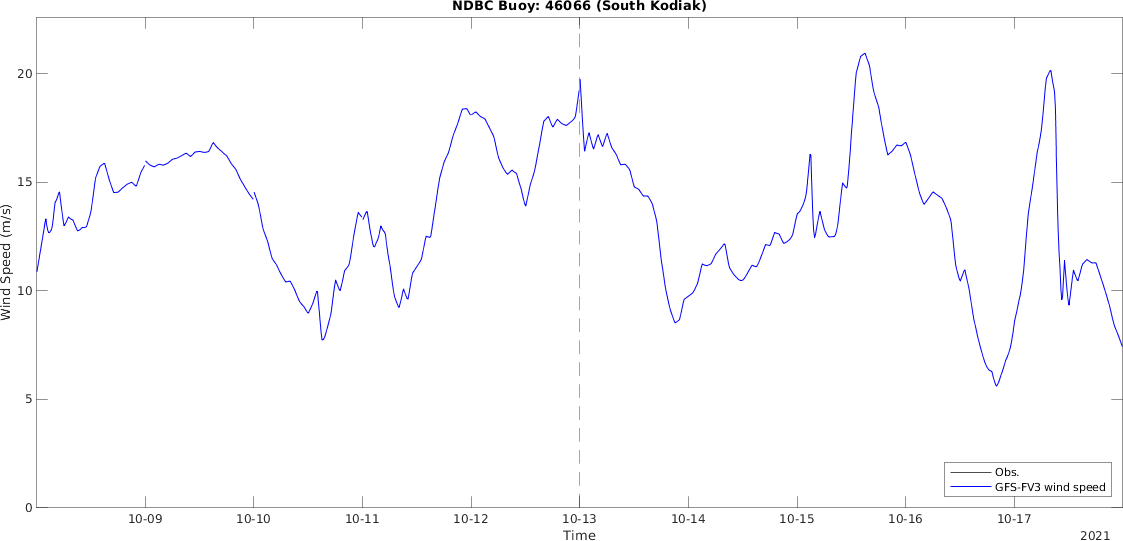 NDBC Buoy: 46066 (South Kodiak)
Wind Speed (m/s)
20
15
10
5
0
10-09 10-10 10-11 10-12 10-13 10-14 10-15 10-16 10-17
Time
2021
Obs.
GFS-FV3 wind speed